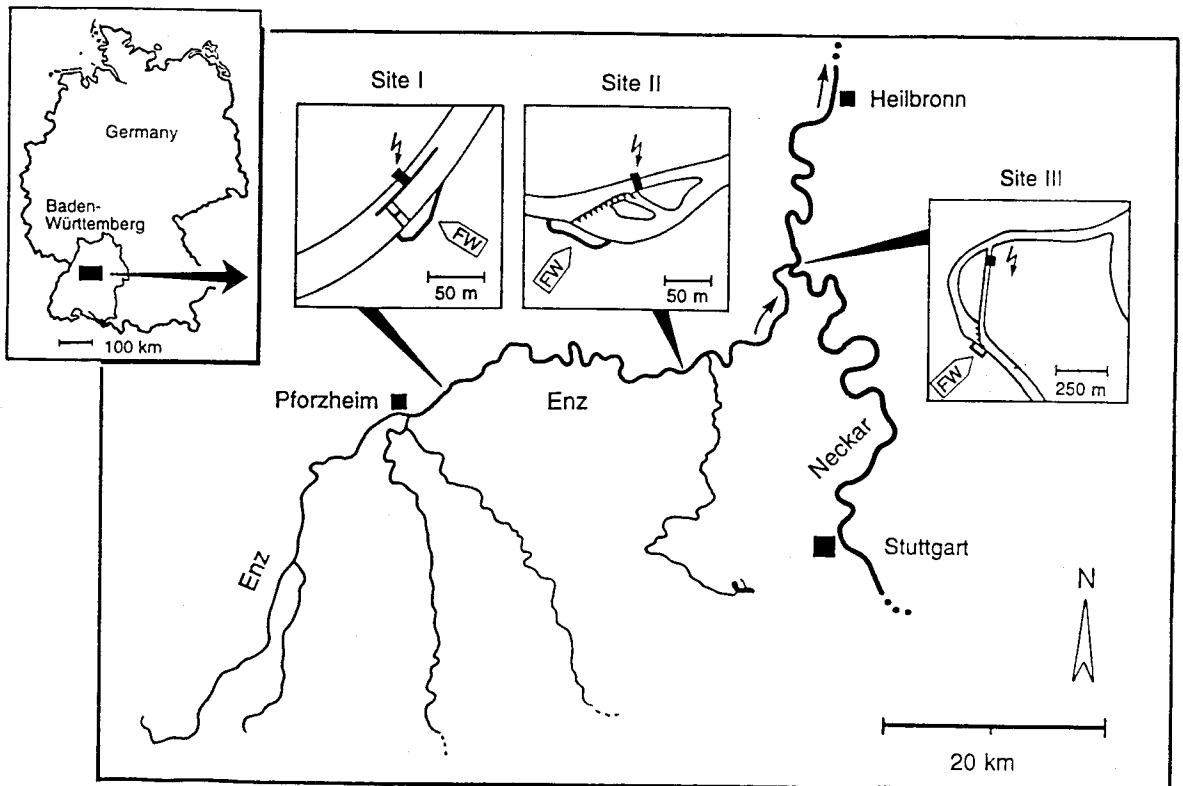 Germany
Baden-
Württemberg
100 km
Site I
FW
50 m
Site II
FW
50 m
Site III
FW
250 m
Heilbronn
Pforzheim
Enz
Neckar
Enz
Stuttgart
N
20 km